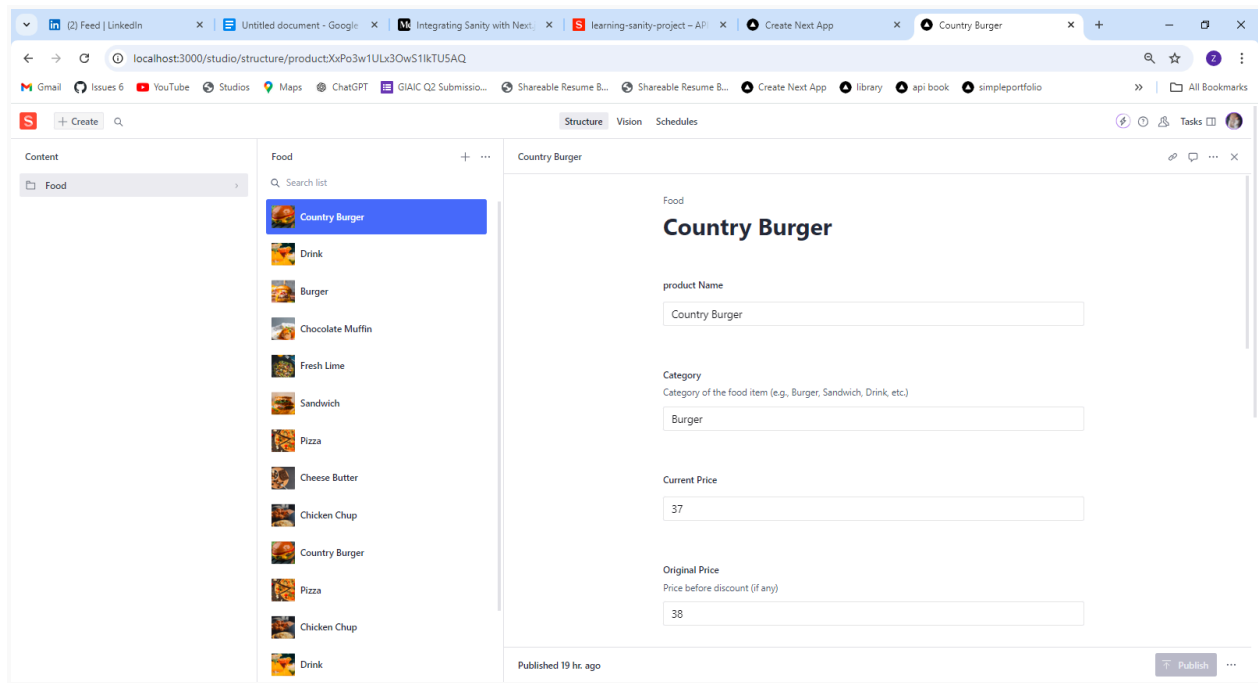 (2) Feed | LinkedIn
Untitled document - Google
Integrating Sanity with Next.
learning-sanity-project – API
Create Next App
Country Burger
localhost:3000/studio/structure/product;XxPo3w1ULx3OwS1IkTU5AQ
Z
Gmail
Issues 6
YouTube
Studios
Maps
ChatGPT
GIAIC Q2 Submissio...
Shareable Resume B...
Shareable Resume B...
Create Next App
library
api book
simpleportfolio
»
All Bookmarks
S
+ Create
Structure
Vision
Schedules
Tasks
Content
Food
Food
Search list
Country Burger
Drink
Burger
Chocolate Muffin
Fresh Lime
Sandwich
Pizza
Cheese Butter
Chicken Chup
Country Burger
Pizza
Chicken Chup
Drink
Country Burger
Food
Country Burger
product Name
Country Burger
Category
Category of the food item (e.g., Burger, Sandwich, Drink, etc.)
Burger
Current Price
37
Original Price
Price before discount (if any)
38
Published 19 hr. ago
Publish